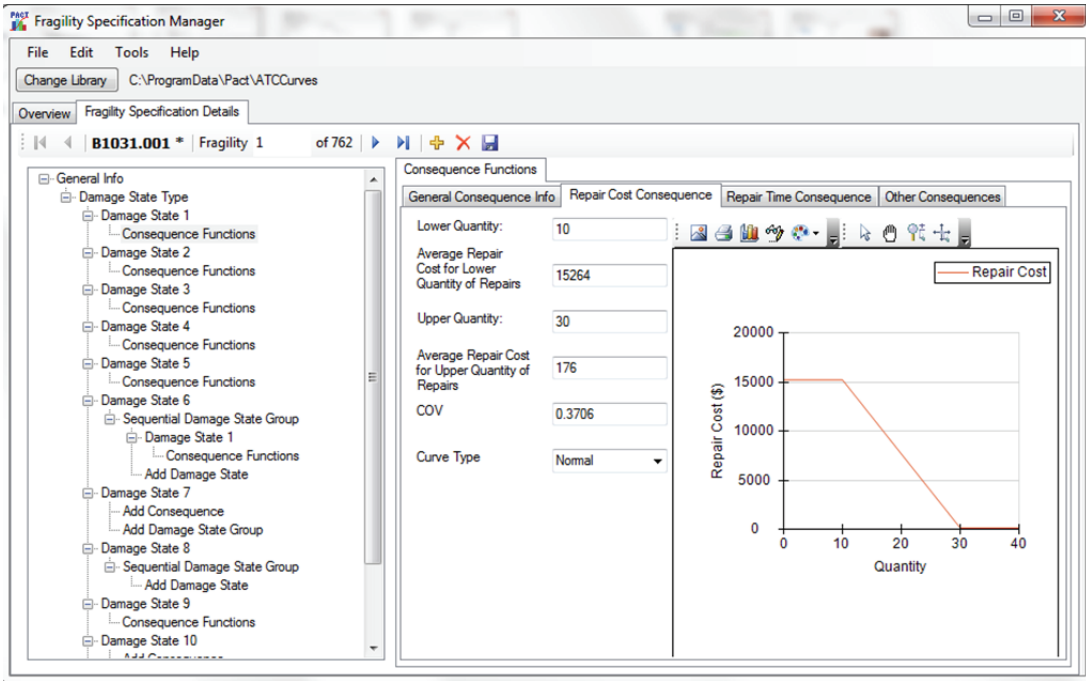 PACT Fragility Specification Manager
File Edit Tools Help
Change Library C:\ProgramData\Pact\ATCCurves
Overview Fragility Specification Details
B1031.001 * Fragility 1 of 762
General Info
Damage State Type
Damage State 1
Consequence Functions
Damage State 2
Consequence Functions
Damage State 3
Consequence Functions
Damage State 4
Consequence Functions
Damage State 5
Consequence Functions
Damage State 6
Sequential Damage State Group
Damage State 1
Consequence Functions
Add Damage State
Damage State 7
Add Consequence
Add Damage State Group
Damage State 8
Sequential Damage State Group
Add Damage State
Damage State 9
Consequence Functions
Damage State 10
Add Consequence
Consequence Functions
General Consequence Info Repair Cost Consequence Repair Time Consequence Other Consequences
Lower Quantity: 10
Average Repair
Cost for Lower
Quantity of Repairs
15264
Upper Quantity: 30
Average Repair Cost
for Upper Quantity of
Repairs
176
COV 0.3706
Curve Type Normal
Repair Cost
20000
15000
10000
5000
0
Repair Cost ($)
0 10 20 30 40
Quantity